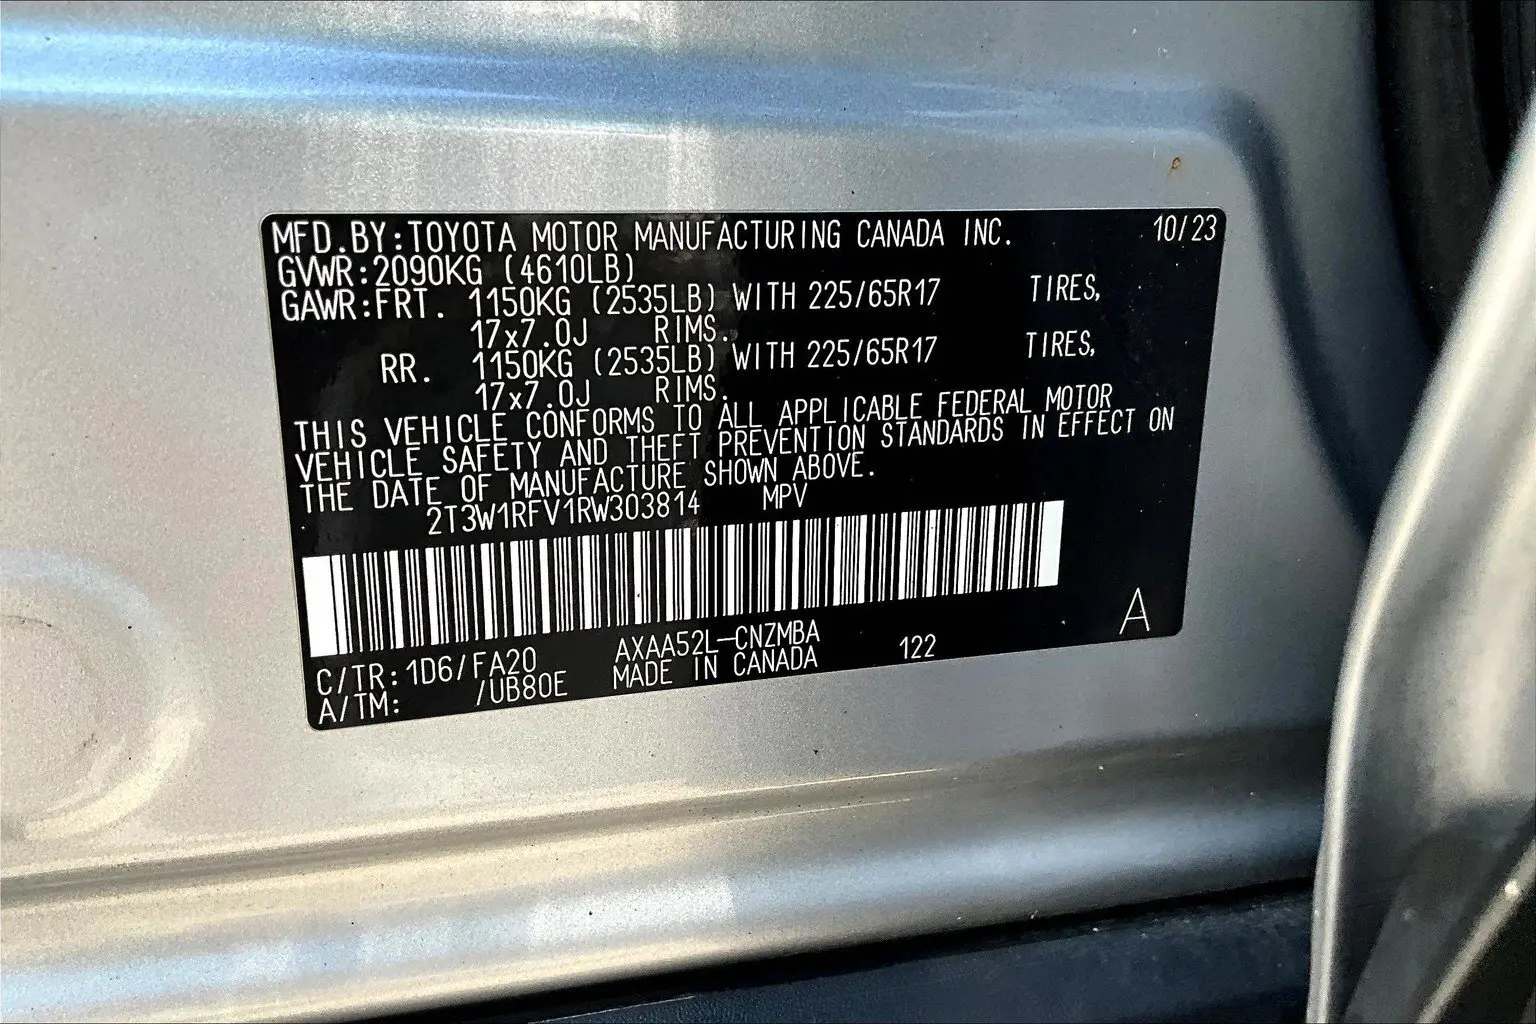 MFD.BY:TOYOTA MOTOR MANUFACTURING CANADA INC. 10/23
GVWR:2090KG (4610LB)
GAWR:FRT. 1150KG (2535LB) WITH 225/65R17 TIRES,
17x7.0J RIMS.
RR. 1150KG (2535LB) WITH 225/65R17 TIRES,
17x7.0J RIMS.
THIS VEHICLE CONFORMS TO ALL APPLICABLE FEDERAL MOTOR
VEHICLE SAFETY AND THEFT PREVENTION STANDARDS IN EFFECT ON
THE DATE OF MANUFACTURE SHOWN ABOVE.
2T3W1RFV1RW303814 MPV
A
C/TR:1D6/FA20 AXAA52L-CNZMBA 122
A/TM: /UB80E MADE IN CANADA